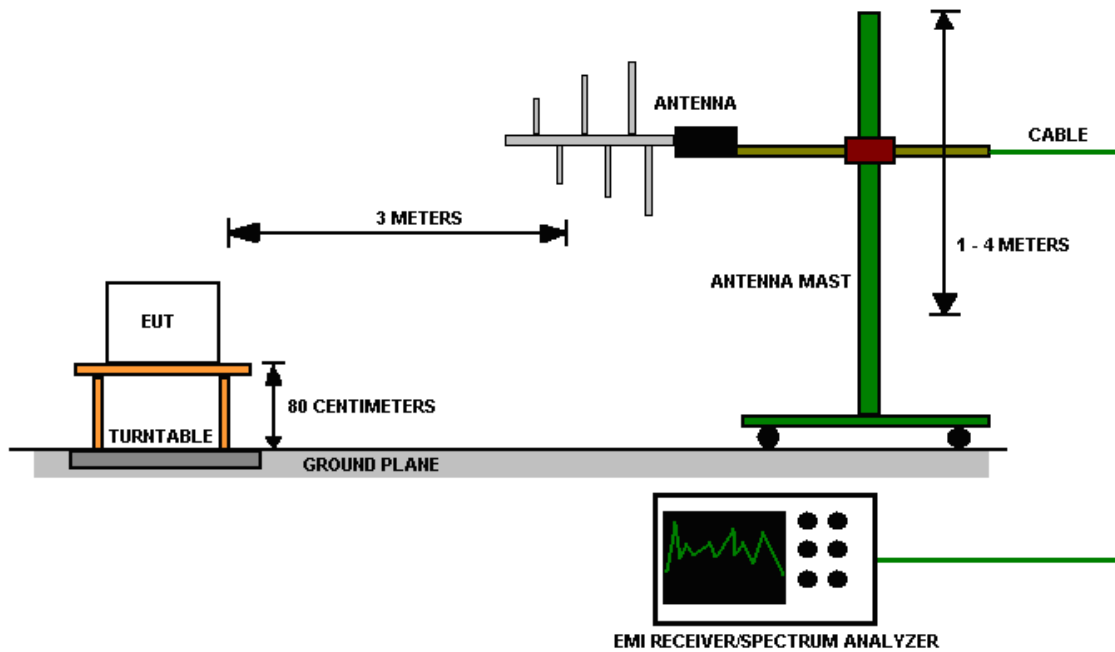 ANTENNA
CABLE
3 METERS
1 - 4 METERS
ANTENNA MAST
EUT
80 CENTIMETERS
TURNTABLE
GROUND PLANE
EMI RECEIVER/SPECTRUM ANALYZER